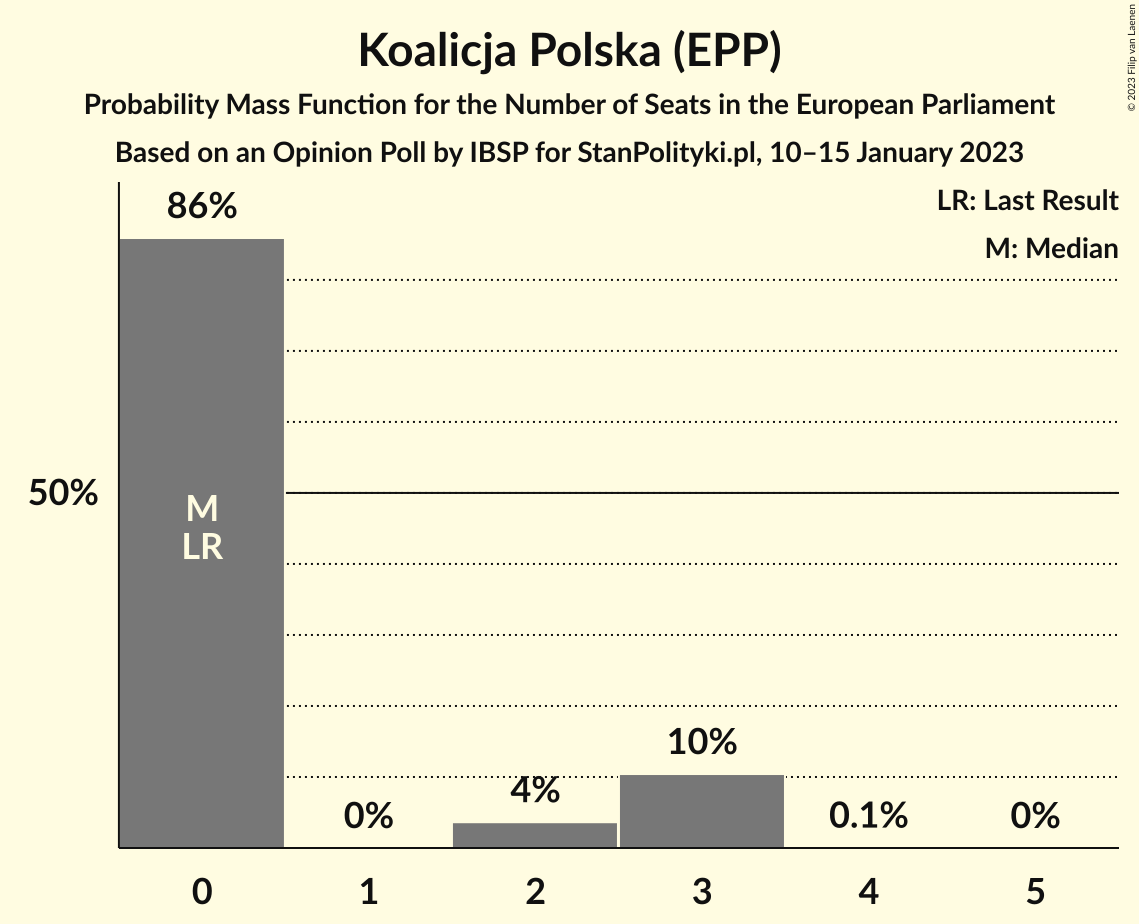 Koalicja Polska (EPP)
Probability Mass Function for the Number of Seats in the European Parliament
Based on an Opinion Poll by IBSP for StanPolityki.pl, 10–15 January 2023
© 2023 Filip van Laenen
LR: Last Result
M: Median
86%
50%
M
LR
0%
4%
10%
0.1%
0%
0
1
2
3
4
5